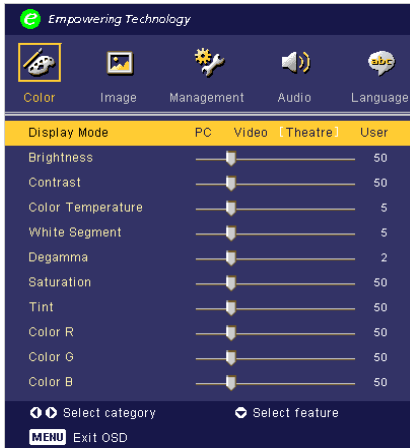 e Empowering Technology
abc
Color Image Management Audio Language
Display Mode PC Video [Theatre] User
Brightness 50
Contrast 50
Color Temperature 5
White Segment 5
Degamma 2
Saturation 50
Tint 50
Color R 50
Color G 50
Color B 50
Select category Select feature
MENU Exit OSD